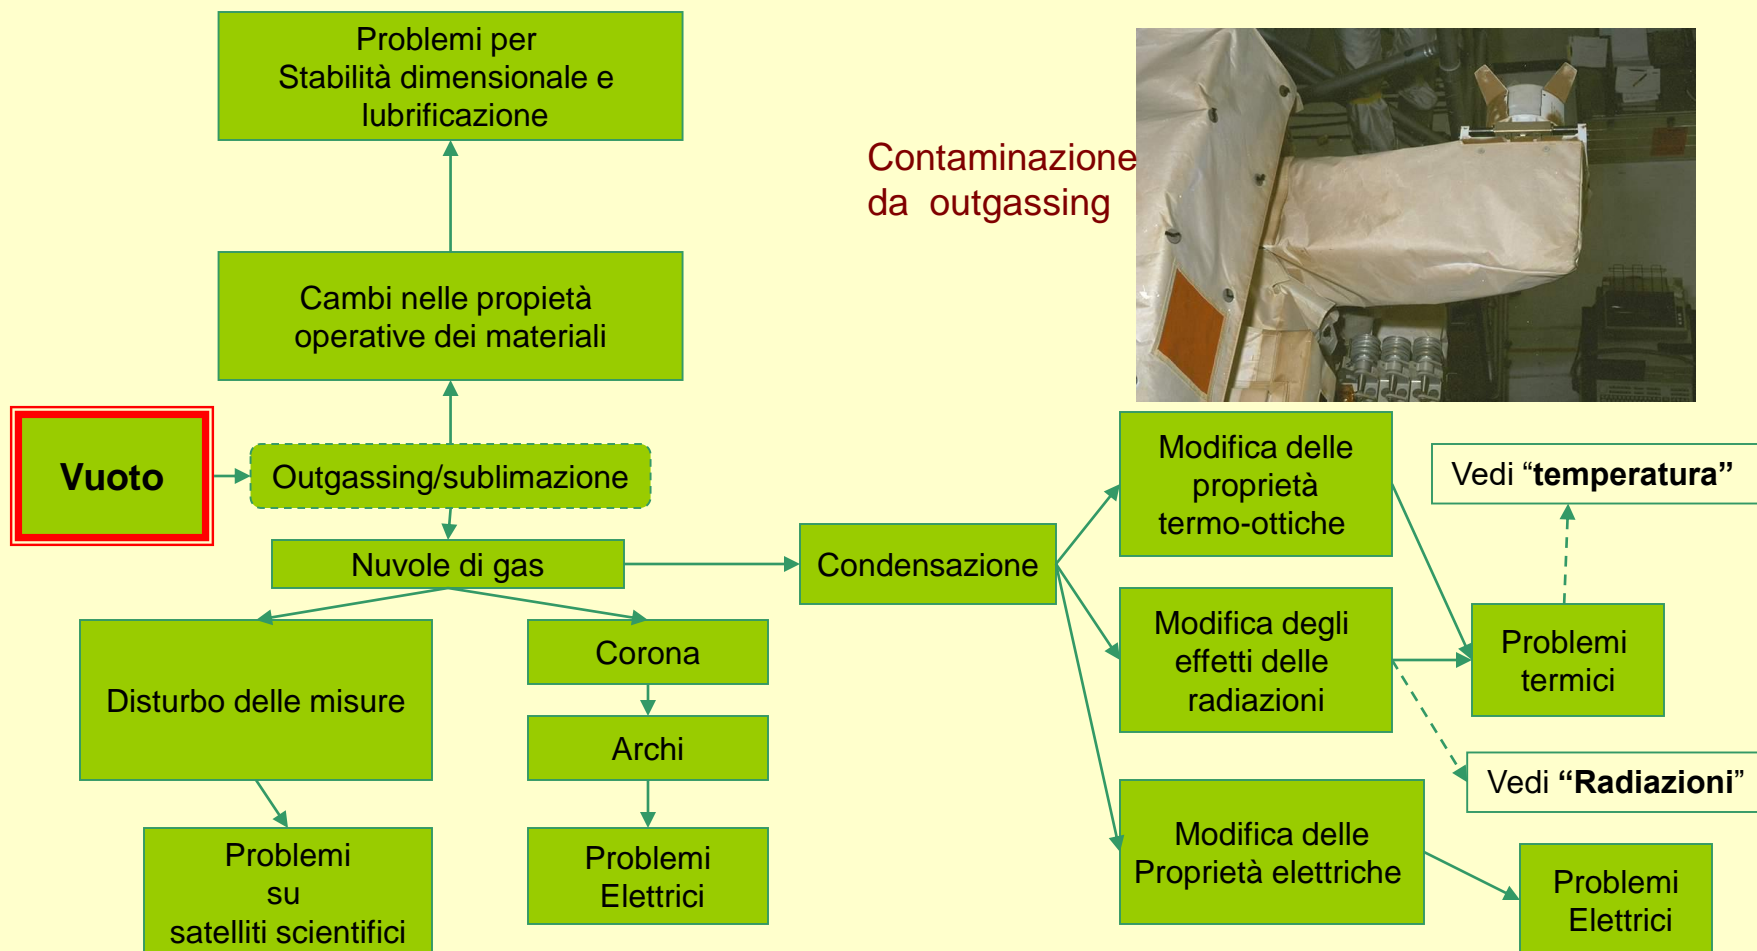 Problemi per
Stabilità dimensionale e
lubrificazione
Contaminazione
da outgassing
Cambi nelle propietà
operative dei materiali
Vuoto
Outgassing/sublimazione
Modifica delle
proprietà
termo-ottiche
Vedi “temperatura”
Nuvole di gas
Condensazione
Disturbo delle misure
Corona
Modifica degli
effetti delle
radiazioni
Problemi
termici
Archi
Vedi “Radiazioni”
Problemi
su
satelliti scientifici
Problemi
Elettrici
Modifica delle
Proprietà elettriche
Problemi
Elettrici